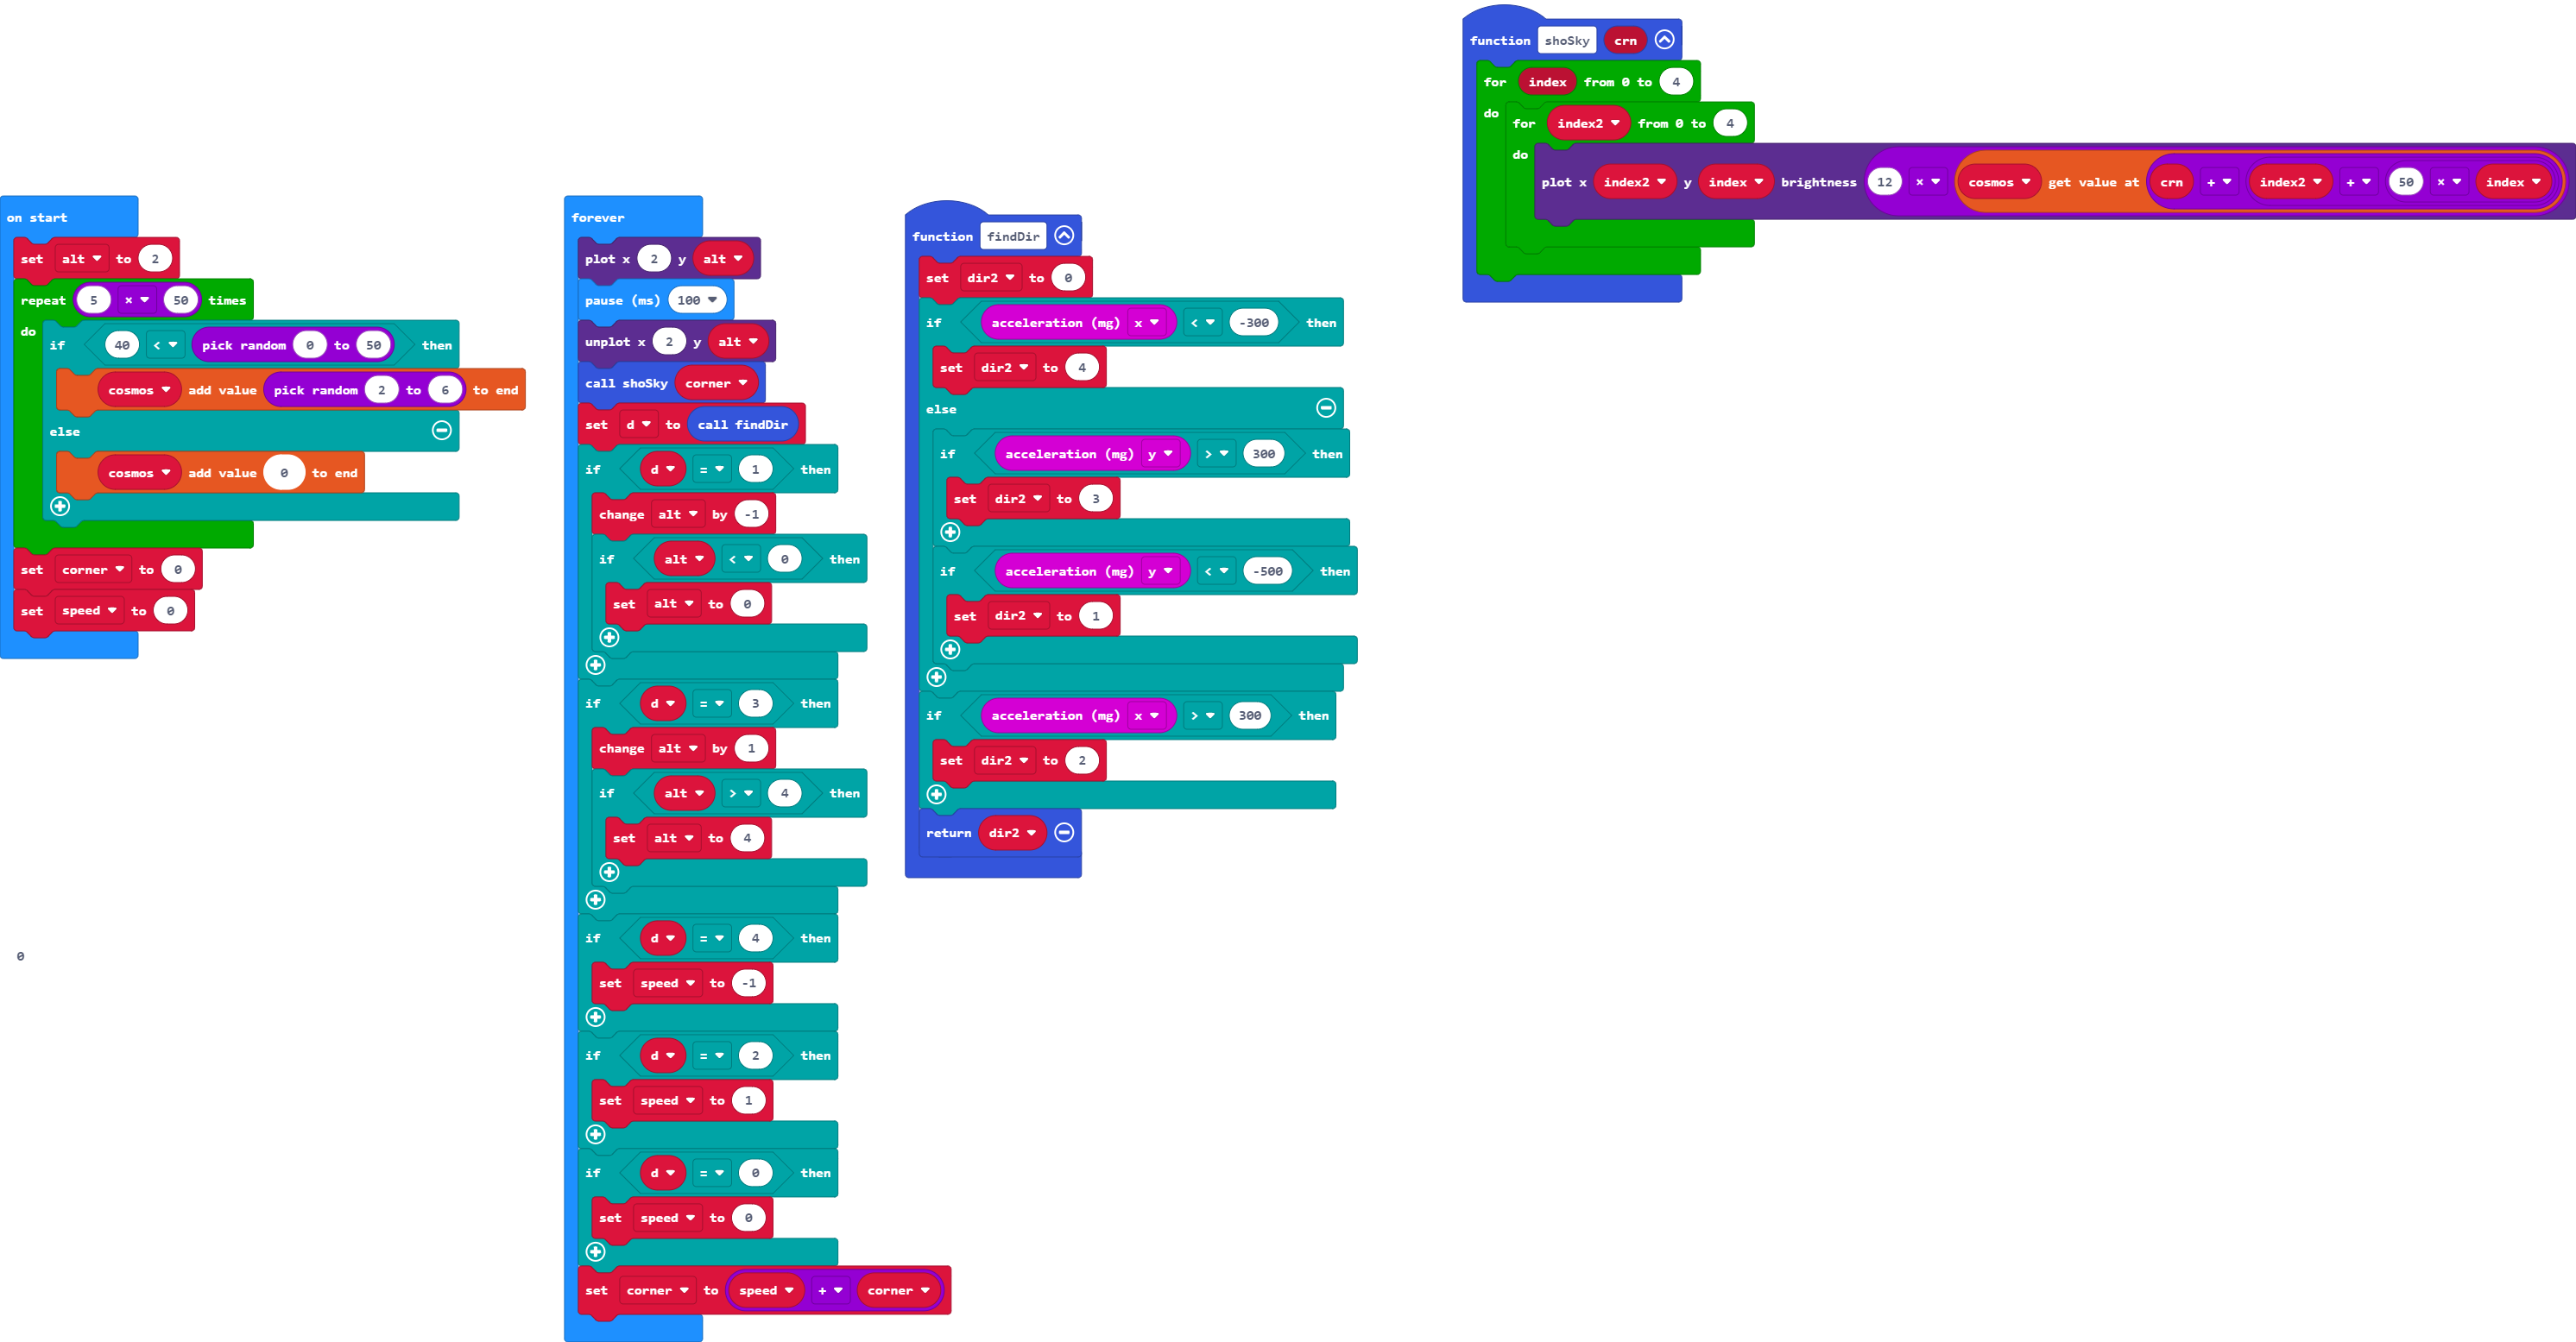 on start
set alt to 2
repeat 5 × 50 times
do
if 40 < pick random 0 to 50 then
cosmos add value pick random 2 to 6 to end
else
cosmos add value 0 to end
set corner to 0
set speed to 0
0
forever
plot x 2 y alt
pause (ms) 100
unplot x 2 y alt
call shoSky corner
set d to call findDir
if d = 1 then
change alt by -1
if alt < 0 then
set alt to 0
if d = 3 then
change alt by 1
if alt > 4 then
set alt to 4
if d = 4 then
set speed to -1
if d = 2 then
set speed to 1
if d = 0 then
set speed to 0
set corner to speed + corner
function findDir
set dir2 to 0
if acceleration (mg) x < -300 then
set dir2 to 4
else
if acceleration (mg) y > 300 then
set dir2 to 3
if acceleration (mg) y < -500 then
set dir2 to 1
if acceleration (mg) x > 300 then
set dir2 to 2
return dir2
function shoSky crn
for index from 0 to 4
do
for index2 from 0 to 4
do
plot x index2 y index brightness 12 × cosmos get value at crn + index2 + 50 × index